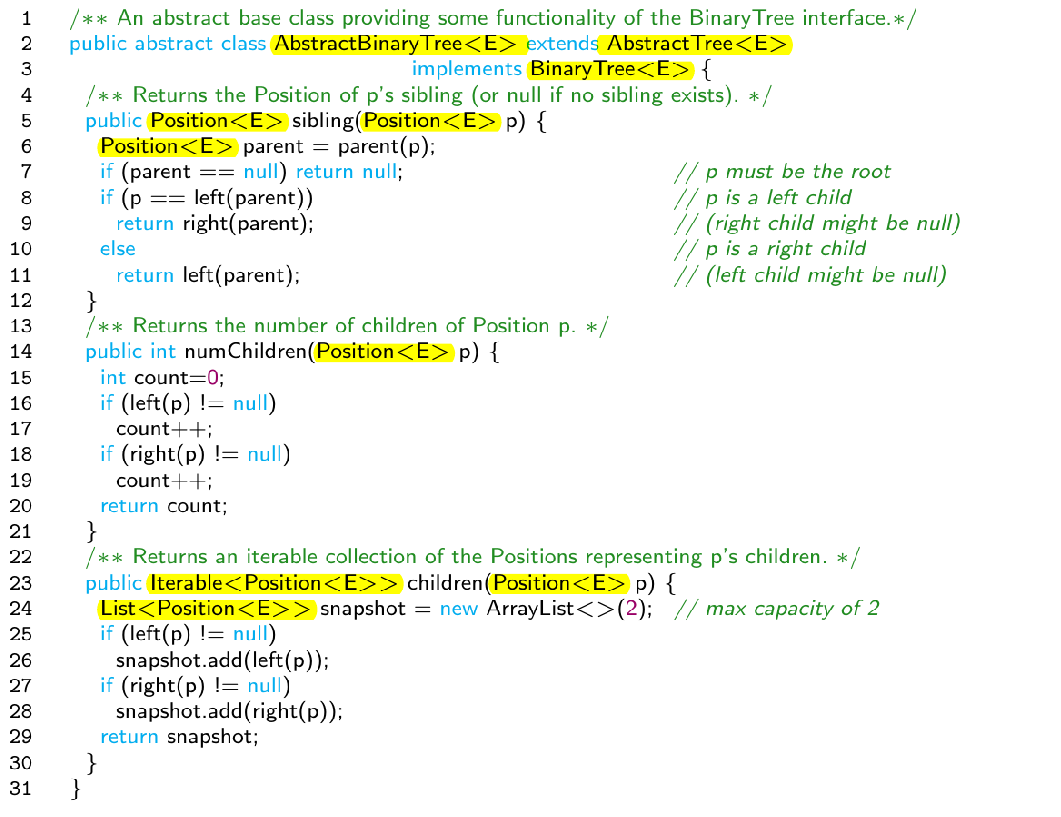 1 /** An abstract base class providing some functionality of the BinaryTree interface.*/
2 public abstract class AbstractBinaryTree<E> extends AbstractTree<E>
3 implements BinaryTree<E> {
4 /** Returns the Position of p's sibling (or null if no sibling exists). */
5 public Position<E> sibling(Position<E> p) {
6 Position<E> parent = parent(p);
7 if (parent == null) return null; // p must be the root
8 if (p == left(parent)) // p is a left child
9 return right(parent); // (right child might be null)
10 else // p is a right child
11 return left(parent); // (left child might be null)
12 }
13 /** Returns the number of children of Position p. */
14 public int numChildren(Position<E> p) {
15 int count=0;
16 if (left(p) != null)
17 count++;
18 if (right(p) != null)
19 count++;
20 return count;
21 }
22 /** Returns an iterable collection of the Positions representing p's children. */
23 public Iterable<Position<E>> children(Position<E> p) {
24 List<Position<E>> snapshot = new ArrayList<>(2); // max capacity of 2
25 if (left(p) != null)
26 snapshot.add(left(p));
27 if (right(p) != null)
28 snapshot.add(right(p));
29 return snapshot;
30 }
31 }